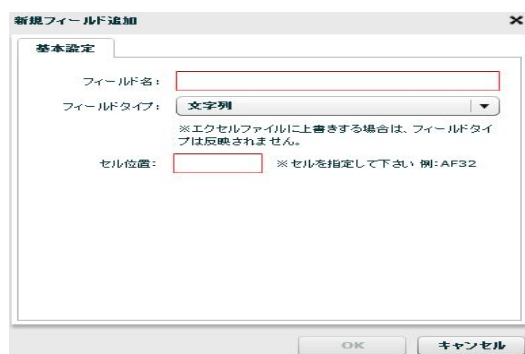 新規フィールド追加
基本設定
フィールド名:
フィールドタイプ: 文字列
※エクセルファイルに上書きする場合は、フィールドタイ
プは反映されません。
セル位置: ※セルを指定して下さい 例:AF32
OK キャンセル